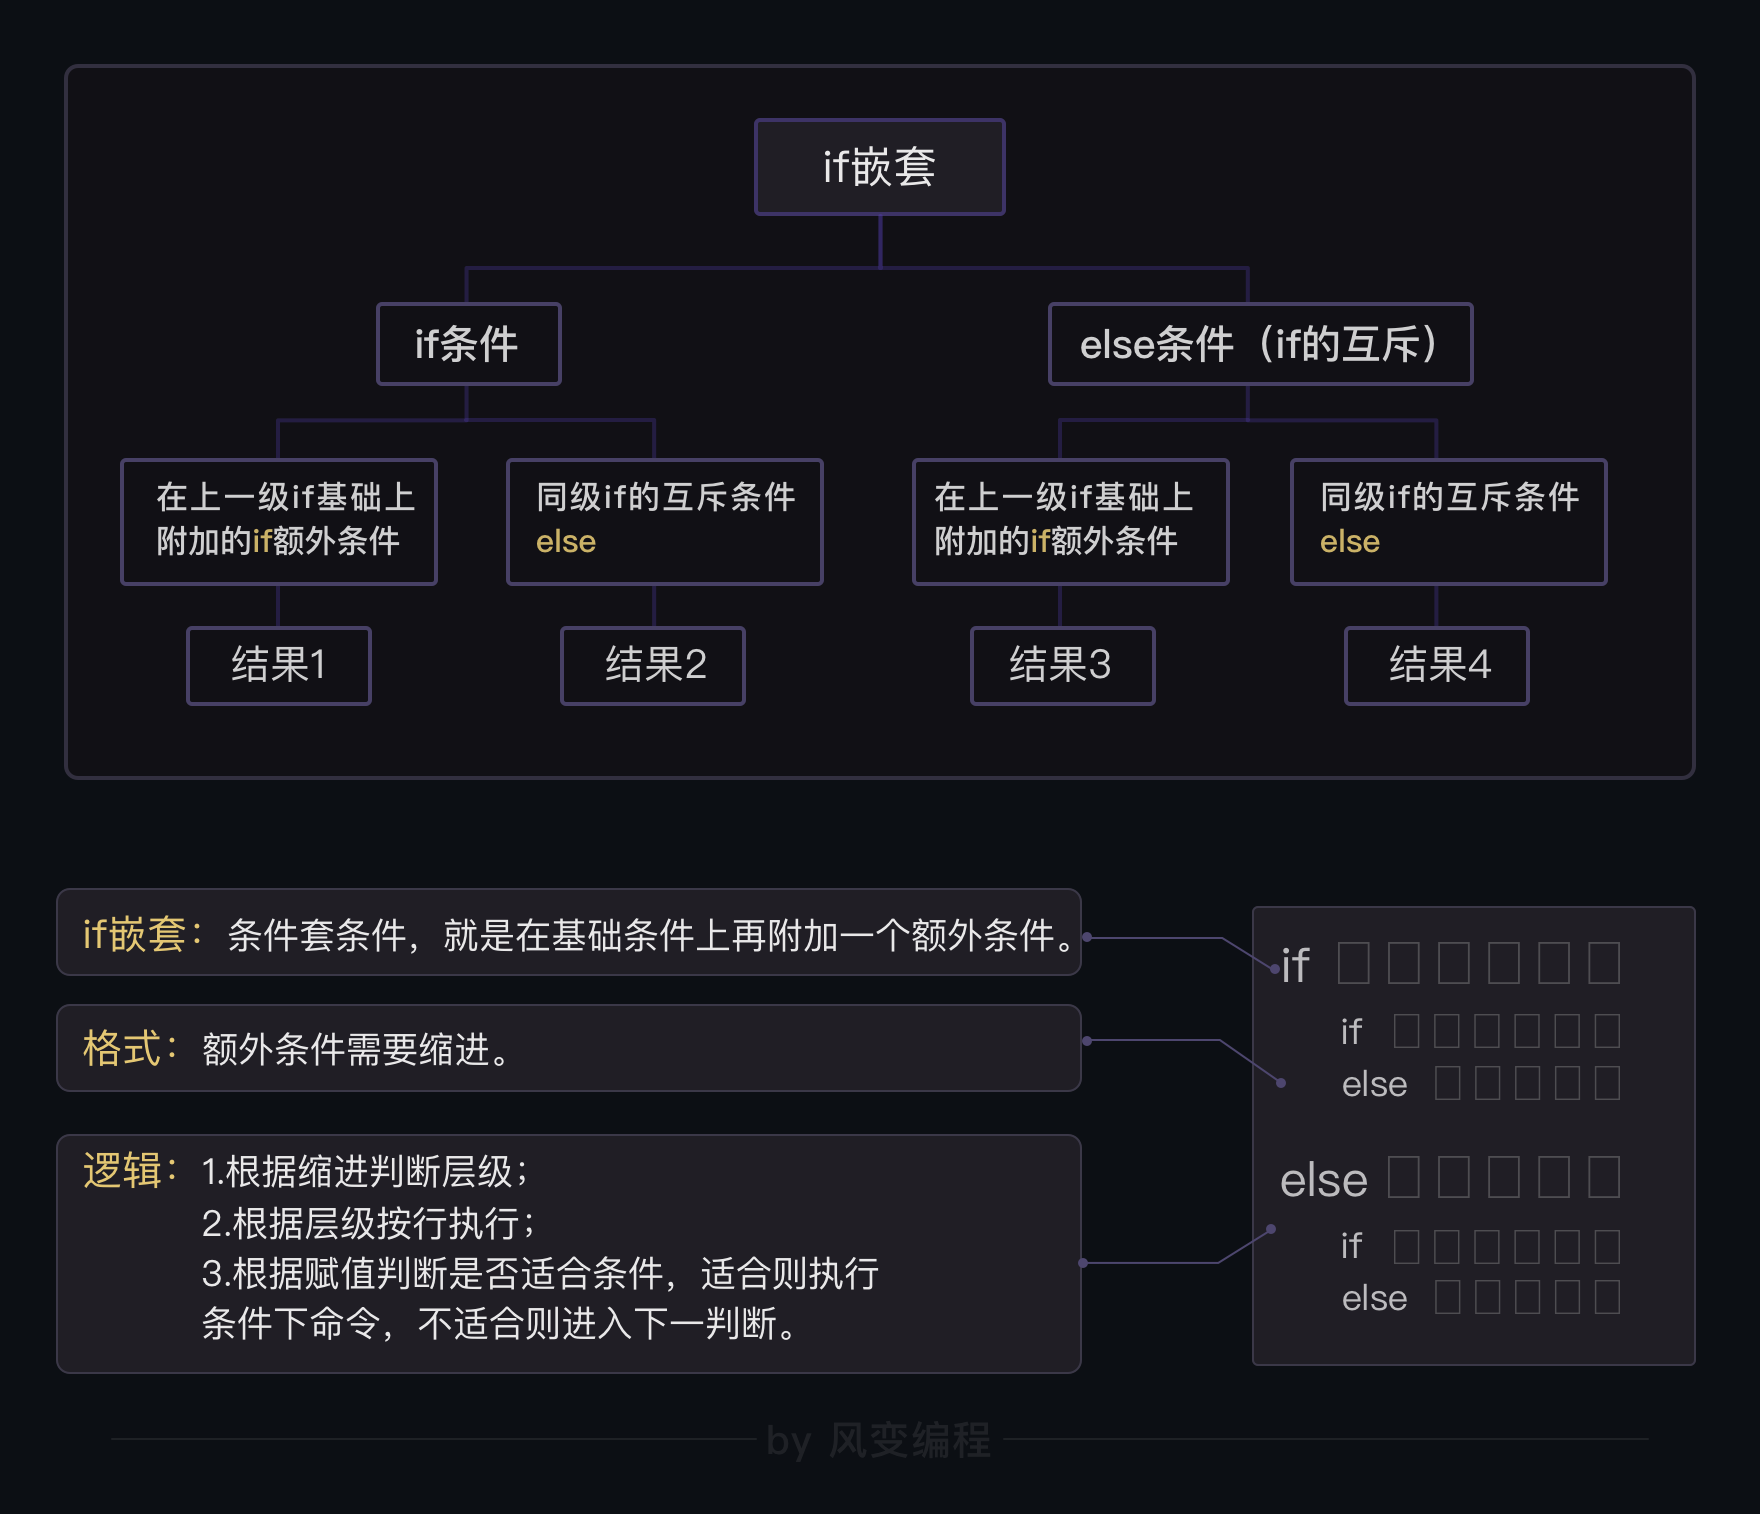 if嵌套
if条件
else条件（if的互斥）
在上一级if基础上
附加的if额外条件
同级if的互斥条件
else
在上一级if基础上
附加的if额外条件
同级if的互斥条件
else
结果1
结果2
结果3
结果4
if嵌套：条件套条件，就是在基础条件上再附加一个额外条件。
格式：额外条件需要缩进。
逻辑：1.根据缩进判断层级；
2.根据层级按行执行；
3.根据赋值判断是否适合条件，适合则执行
条件下命令，不适合则进入下一判断。
if
if
else
else
if
else
by 风变编程